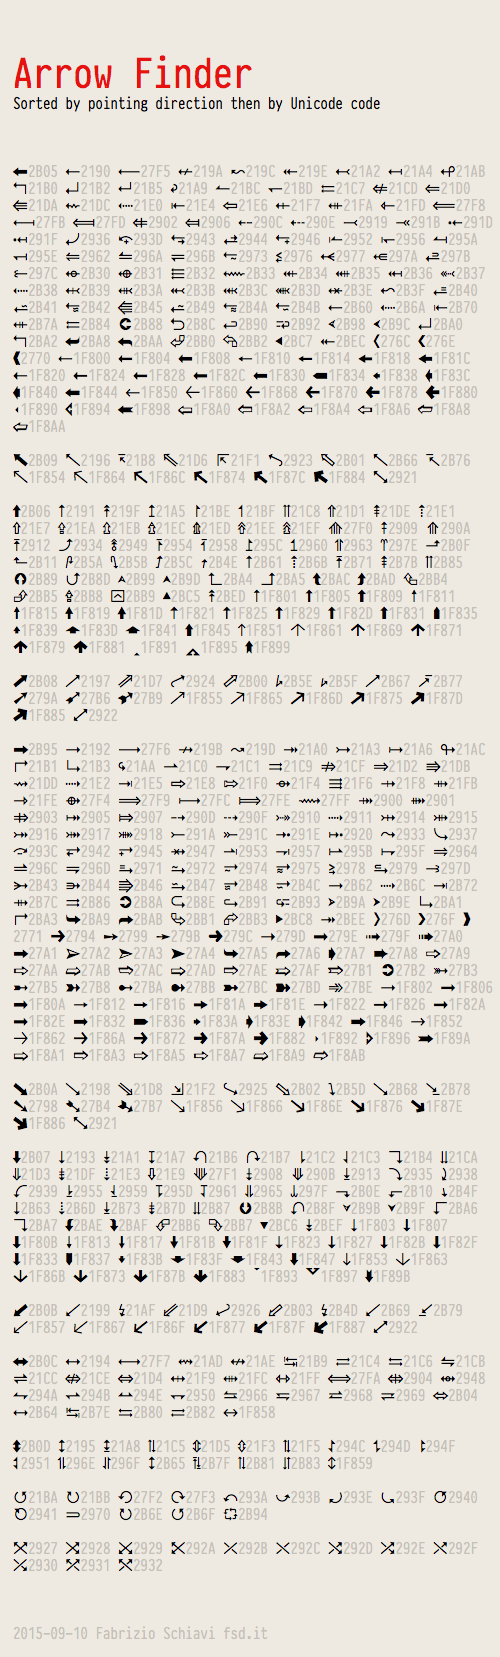 Arrow Finder
Sorted by pointing direction then by Unicode code
⬅2B05 ←2190 ⟵27F5 ↚219A ↜219C ↞219E ↢21A2 ↤21A4 ↫21AB
↰21B0 ↲21B2 ↵21B5 ↩21A9 ↼21BC ↽21BD ⇇21C7 ⇍21CD ⇐21D0
⇚21DA ⇜21DC ⇠21E0 ⇤21E4 ⇦21E6 ⇷21F7 ⇺21FA ⇽21FD ⟸27F8
⟻27FB ⟽27FD ⤂2902 ⤆2906 ⤌290C ⤎290E ⤙2919 ⤛291B ⤝291D
⤟291F ⤶2936 ⤽293D ⥃2943 ⥄2944 ⥆2946 ⥒2952 ⥖2956 ⥚295A
⥞295E ⥢2962 ⥪296A ⥫296B ⥳2973 ⥶2976 ⥷2977 ⥺297A ⥻297B
⥼297C ⬰2B30 ⬱2B31 ⬲2B32 ⬳2B33 ⬴2B34 ⬵2B35 ⬶2B36 ⬷2B37
⬸2B38 ⬹2B39 ⬺2B3A ⬻2B3B ⬼2B3C ⬽2B3D ⬾2B3E ⬿2B3F ⭀2B40
⭁2B41 ⭂2B42 ⭅2B45 ⭉2B49 ⭊2B4A ⭋2B4B ⭠2B60 ⭪2B6A ⭰2B70
⭺2B7A ⮄2B84 ⮈2B88 ⮌2B8C ⮐2B90 ⮒2B92 ⮘2B98 ⮜2B9C ⮠2BA0
⮢2BA2 ⮨2BA8 ⮪2BAA ⮰2BB0 ⮲2BB2 ⯇2BC7 ⯬2BEC ❬276C ❮276E
❰2770 🠀1F800 🠄1F804 🠈1F808 🠐1F810 🠔1F814 🠘1F818 🠜1F81C
🠠1F820 🠤1F824 🠨1F828 🠬1F82C 🠰1F830 🠴1F834 🠸1F838 🠼1F83C
🡀1F840 🡄1F844 🡐1F850 🡠1F860 🡨1F868 🡰1F870 🡸1F878 🢀1F880
🢐1F890 🢔1F894 🢘1F898 🢠1F8A0 🢢1F8A2 🢤1F8A4 🢦1F8A6 🢨1F8A8
🢪1F8AA
⬉2B09 ↖2196 ↸21B8 ⇖21D6 ⇱21F1 ⤣2923 ⬁2B01 ⭦2B66 ⭶2B76
🡔1F854 🡤1F864 🡬1F86C 🡴1F874 🡼1F87C 🢄1F884 ⤡2921
⬆2B06 ↑2191 ↟219F ↥21A5 ↾21BE ↿21BF ⇈21C8 ⇑21D1 ⇞21DE ⇡21E1
⇧21E7 ⇪21EA ⇫21EB ⇬21EC ⇭21ED ⇮21EE ⇯21EF ⟰27F0 ⤉2909 ⤊290A
⤒2912 ⤴2934 ⥉2949 ⥔2954 ⥘2958 ⥜295C ⥠2960 ⥣2963 ⥾297E ⬏2B0F
⬑2B11 ⭚2B5A ⭛2B5B ⭜2B5C ⭎2B4E ⭡2B61 ⭫2B6B ⭱2B71 ⭻2B7B ⮅2B85
⮉2B89 ⮍2B8D ⮙2B99 ⮝2B9D ⮤2BA4 ⮥2BA5 ⮬2BAC ⮭2BAD ⮴2BB4
⮵2BB5 ⮸2BB8 ⮹2BB9 ⯅2BC5 ⯭2BED 🠁1F801 🠅1F805 🠉1F809 🠑1F811
🠕1F815 🠙1F819 🠝1F81D 🠡1F821 🠥1F825 🠩1F829 🠭1F82D 🠱1F831 🠵1F835
🠹1F839 🠽1F83D 🡁1F841 🡅1F845 🡑1F851 🡡1F861 🡩1F869 🡱1F871
🡹1F879 🢁1F881 🢑1F891 🢕1F895 🢙1F899
⬈2B08 ↗2197 ⇗21D7 ⤤2924 ⬀2B00 ⭞2B5E ⭟2B5F ⭧2B67 ⭷2B77
➚279A ➶27B6 ➹27B9 🡕1F855 🡥1F865 🡭1F86D 🡵1F875 🡽1F87D
🢅1F885 ⤢2922
⮕2B95 →2192 ⟶27F6 ↛219B ↝219D ↠21A0 ↣21A3 ↦21A6 ↬21AC
↱21B1 ↳21B3 ↪21AA ⇀21C0 ⇁21C1 ⇉21C9 ⇏21CF ⇒21D2 ⇛21DB
⇝21DD ⇢21E2 ⇥21E5 ⇨21E8 ⇰21F0 ⇴21F4 ⇶21F6 ⇸21F8 ⇻21FB
⇾21FE ⟴27F4 ⟹27F9 ⟼27FC ⟾27FE ⟿27FF ⤀2900 ⤁2901
⤃2903 ⤅2905 ⤇2907 ⤍290D ⤏290F ⤐2910 ⤑2911 ⤔2914 ⤕2915
⤖2916 ⤗2917 ⤘2918 ⤚291A ⤜291C ⤞291E ⤠2920 ⤳2933 ⤷2937
⤼293C ⥂2942 ⥅2945 ⥇2947 ⥓2953 ⥗2957 ⥛295B ⥟295F ⥤2964
⥬296C ⥭296D ⥱2971 ⥲2972 ⥴2974 ⥵2975 ⥸2978 ⥹2979 ⥽297D
⭃2B43 ⭄2B44 ⭆2B46 ⭇2B47 ⭈2B48 ⭌2B4C ⭢2B62 ⭬2B6C ⭲2B72
⭼2B7C ⮆2B86 ⮊2B8A ⮎2B8E ⮑2B91 ⮓2B93 ⮚2B9A ⮞2B9E ⮡2BA1
⮣2BA3 ⮩2BA9 ⮫2BAB ⮱2BB1 ⮳2BB3 ⯈2BC8 ⯮2BEE ❭276D ❯276F ❱
2771 ➔2794 ➙2799 ➛279B ➜279C ➝279D ➞279E ➟279F ➠27A0
➡27A1 ➢27A2 ➣27A3 ➤27A4 ➥27A5 ➦27A6 ➧27A7 ➨27A8 ➩27A9
➪27AA ➫27AB ➬27AC ➭27AD ➮27AE ➯27AF ➱27B1 ➲27B2 ➳27B3
➵27B5 ➸27B8 ➺27BA ➻27BB ➼27BC ➽27BD ➾27BE 🠂1F802 🠆1F806
🠊1F80A 🠒1F812 🠖1F816 🠚1F81A 🠞1F81E 🠢1F822 🠦1F826 🠪1F82A
🠮1F82E 🠲1F832 🠶1F836 🠺1F83A 🠾1F83E 🡂1F842 🡆1F846 🡒1F852
🡢1F862 🡪1F86A 🡲1F872 🡺1F87A 🢂1F882 🢒1F892 🢖1F896 🢚1F89A
🢡1F8A1 🢣1F8A3 🢥1F8A5 🢧1F8A7 🢩1F8A9 🢫1F8AB
⬊2B0A ↘2198 ⇘21D8 ⇲21F2 ⤥2925 ⬂2B02 ⭝2B5D ⭨2B68 ⭸2B78
➘2798 ➴27B4 ➷27B7 🡖1F856 🡦1F866 🡮1F86E 🡶1F876 🡾1F87E
🢆1F886 ⤡2921
⬇2B07 ↓2193 ↡21A1 ↧21A7 ↶21B6 ↷21B7 ⇂21C2 ⇃21C3 ↴21B4 ⇊21CA
⇓21D3 ⇟21DF ⇣21E3 ⇩21E9 ⟱27F1 ⤈2908 ⤋290B ⤓2913 ⤵2935 ⤸2938
⤹2939 ⥕2955 ⥙2959 ⥝295D ⥡2961 ⥥2965 ⥿297F ⬎2B0E ⬐2B10 ⭏2B4F
⭣2B63 ⭭2B6D ⭳2B73 ⭽2B7D ⮇2B87 ⮋2B8B ⮏2B8F ⮛2B9B ⮟2B9F ⮦2BA6
⮧2BA7 ⮮2BAE ⮯2BAF ⮶2BB6 ⮷2BB7 ⯆2BC6 ⯯2BEF 🠃1F803 🠇1F807
🠋1F80B 🠓1F813 🠗1F817 🠛1F81B 🠟1F81F 🠣1F823 🠧1F827 🠫1F82B 🠯1F82F
🠳1F833 🠷1F837 🠻1F83B 🠿1F83F 🡃1F843 🡇1F847 🡓1F853 🡣1F863
🡫1F86B 🡳1F873 🡻1F87B 🢃1F883 🢓1F893 🢗1F897 🢛1F89B
⬋2B0B ↙2199 ↯21AF ⇙21D9 ⤦2926 ⬃2B03 ⭍2B4D ⭩2B69 ⭹2B79
🡗1F857 🡧1F867 🡯1F86F 🡷1F877 🡿1F87F 🢇1F887 ⤢2922
⬌2B0C ↔2194 ⟷27F7 ↭21AD ↮21AE ↹21B9 ⇄21C4 ⇆21C6 ⇋21CB
⇌21CC ⇎21CE ⇔21D4 ⇹21F9 ⇼21FC ⇿21FF ⟺27FA ⤄2904 ⥈2948
⥊294A ⥋294B ⥎294E ⥐2950 ⥦2966 ⥧2967 ⥨2968 ⥩2969 ⬄2B04
⭤2B64 ⭾2B7E ⮀2B80 ⮂2B82 🡘1F858
⬍2B0D ↕2195 ↨21A8 ⇅21C5 ⇕21D5 ⇳21F3 ⇵21F5 ⥌294C ⥍294D ⥏294F
⥑2951 ⥮296E ⥯296F ⭥2B65 ⭿2B7F ⮁2B81 ⮃2B83 🡙1F859
↺21BA ↻21BB ⟲27F2 ⟳27F3 ⤺293A ⤻293B ⤾293E ⤿293F ⥀2940
⥁2941 ⥰2970 ⭮2B6E ⭯2B6F ⮔2B94
⤧2927 ⤨2928 ⤩2929 ⤪292A ⤫292B ⤬292C ⤭292D ⤮292E ⤯292F
⤰2930 ⤱2931 ⤲2932
2015-09-10 Fabrizio Schiavi fsd.it